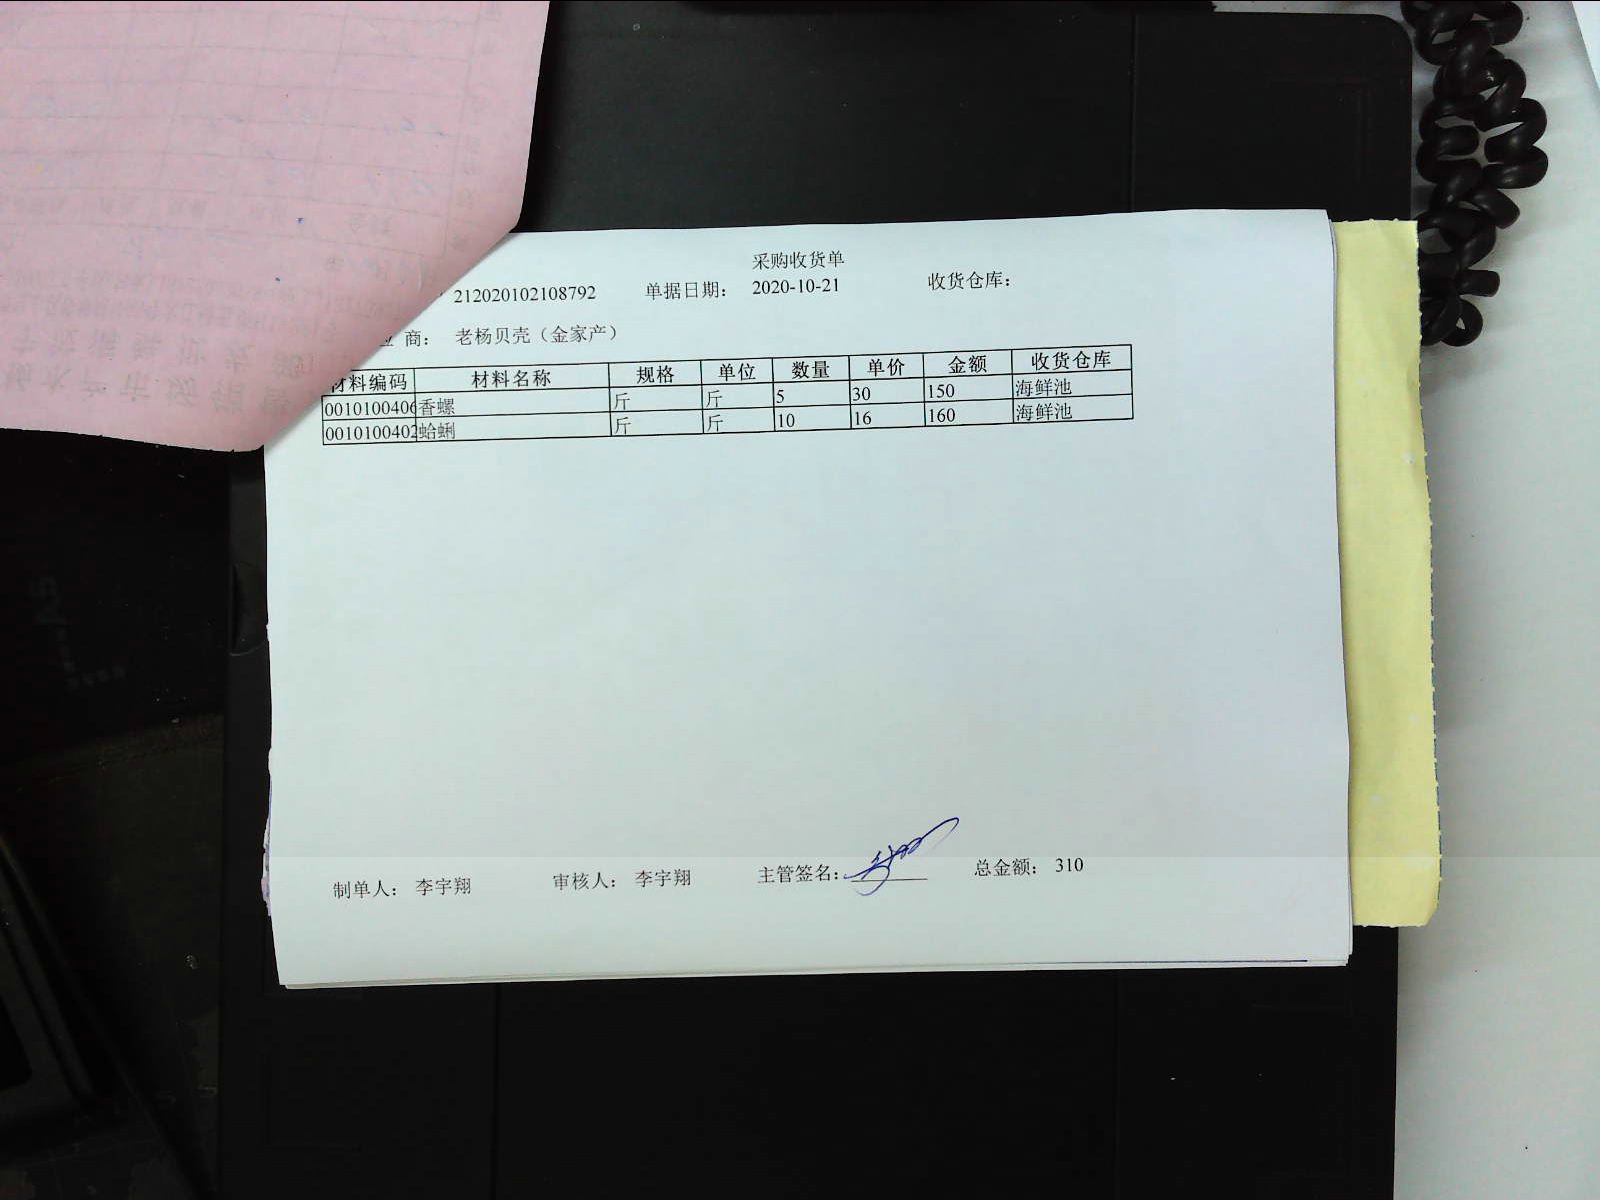 采购收货单
212020102108792 单据日期： 2020-10-21 收货仓库：
商： 老杨贝壳（金家产）
材料编码 材料名称 规格 单位 数量 单价 金额 收货仓库
0010100406 香螺 斤 斤 5 30 150 海鲜池
0010100402 蛤蜊 斤 斤 10 16 160 海鲜池
制单人： 李宇翔 审核人： 李宇翔 主管签名： 总金额： 310